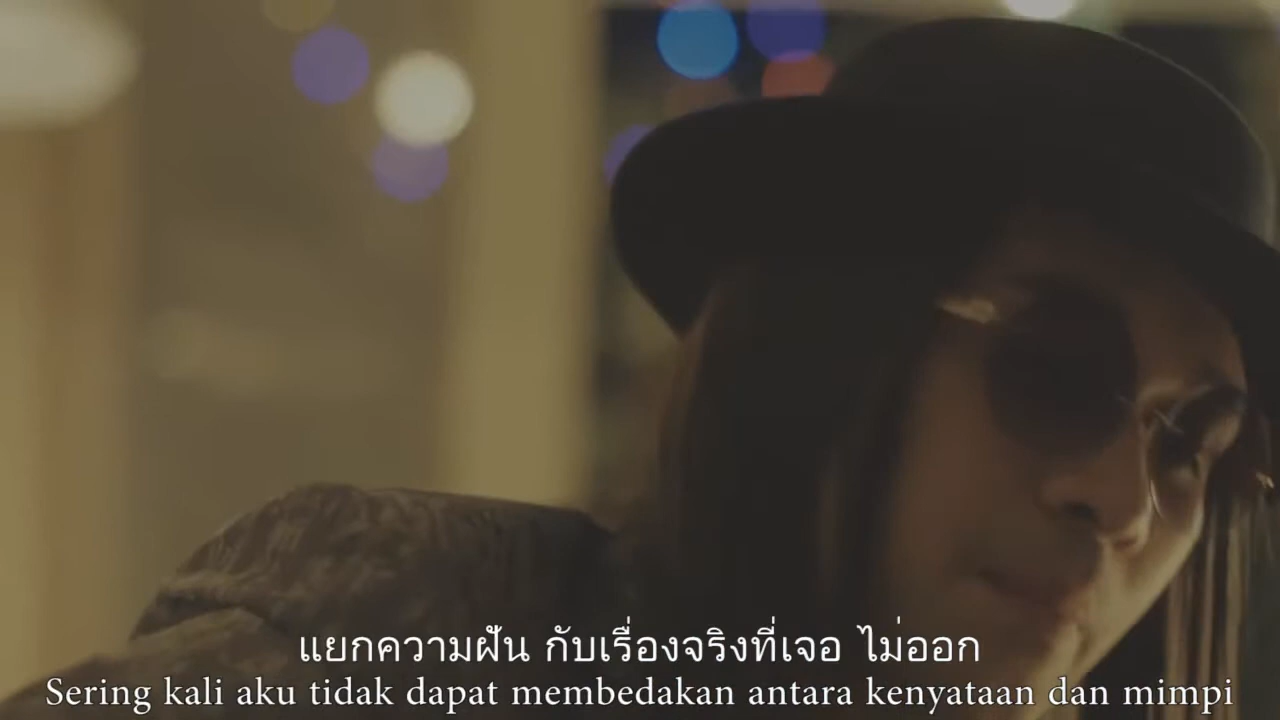 แยกความฝัน กับเรื่องจริงที่เจอ ไม่ออก
Sering kali aku tidak dapat membedakan antara kenyataan dan mimpi